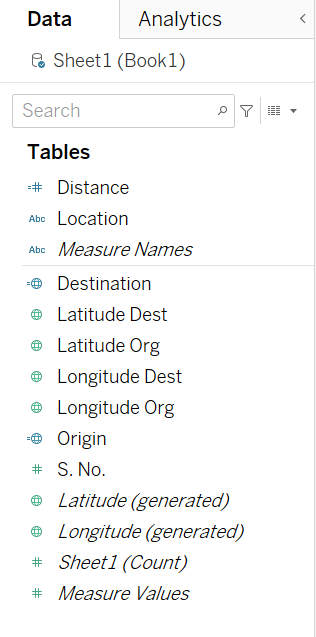 Data Analytics
Sheet1 (Book1)
Search
Tables
=# Distance
Abc Location
Abc Measure Names
Destination
Latitude Dest
Latitude Org
Longitude Dest
Longitude Org
Origin
# S. No.
Latitude (generated)
Longitude (generated)
# Sheet1 (Count)
# Measure Values